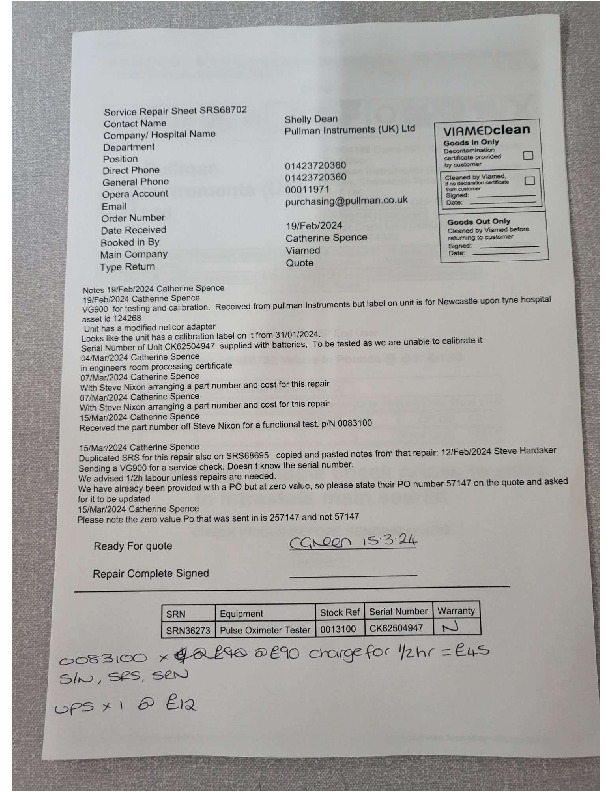 Service Repair Sheet SRS68702
Contact Name Shelly Dean
Company/ Hospital Name Pullman Instruments (UK) Ltd
Department
Position
Direct Phone 01423720360
General Phone 01423720360
Opera Account 00011971
Email purchasing@pullman.co.uk
Order Number
Date Received 19/Feb/2024
Booked in By Catherine Spence
Main Company Viamed
Type Return Quote
VIAMEDclean
Goods In Only
Decontamination
certificate provided
by customer
Cleaned by Viamed,
if no declaration certificate
from customer
Signed:
Date:
Goods Out Only
Cleaned by Viamed before
returning to customer
Signed:
Date:
Notes 19/Feb/2024 Catherine Spence
19/Feb/2024 Catherine Spence
VG900 for testing and calibration. Received from pullman Instruments but label on unit is for Newcastle upon tyne hospital
asset id 124268
Unit has a modified nellcor adapter
Looks like the unit has a calibration label on it from 31/01/2024.
Serial Number of Unit CK62504947 supplied with batteries, To be tested as we are unable to calibrate it
04/Mar/2024 Catherine Spence
in engineers room processing certificate
07/Mar/2024 Catherine Spence
With Steve Nixon arranging a part number and cost for this repair
07/Mar/2024 Catherine Spence
With Steve Nixon arranging a part number and cost for this repair
15/Mar/2024 Catherine Spence
Received the part number off Steve Nixon for a functional test, p/N 0083100
15/Mar/2024 Catherine Spence
Duplicated SRS for this repair also on SRS68695 copied and pasted notes from that repair: 12/Feb/2024 Steve Hardaker
Sending a VG900 for a service check. Doesn't know the serial number.
We advised 1/2h labour unless repairs are needed.
We have already been provided with a PO but at zero value, so please state their PO number 57147 on the quote and asked
for it to be updated
15/Mar/2024 Catherine Spence
Please note the zero value Po that was sent in is 257147 and not 57147
Ready For quote CGreen 15.3.24
Repair Complete Signed
SRN Equipment Stock Ref Serial Number Warranty
SRN36273 Pulse Oximeter Tester 0013100 CK62504947 N
0083100 x @ £90 @ £90 charge for 1/2 hr = £45
S/N, SRS, SRN
UPS x 1 @ £12